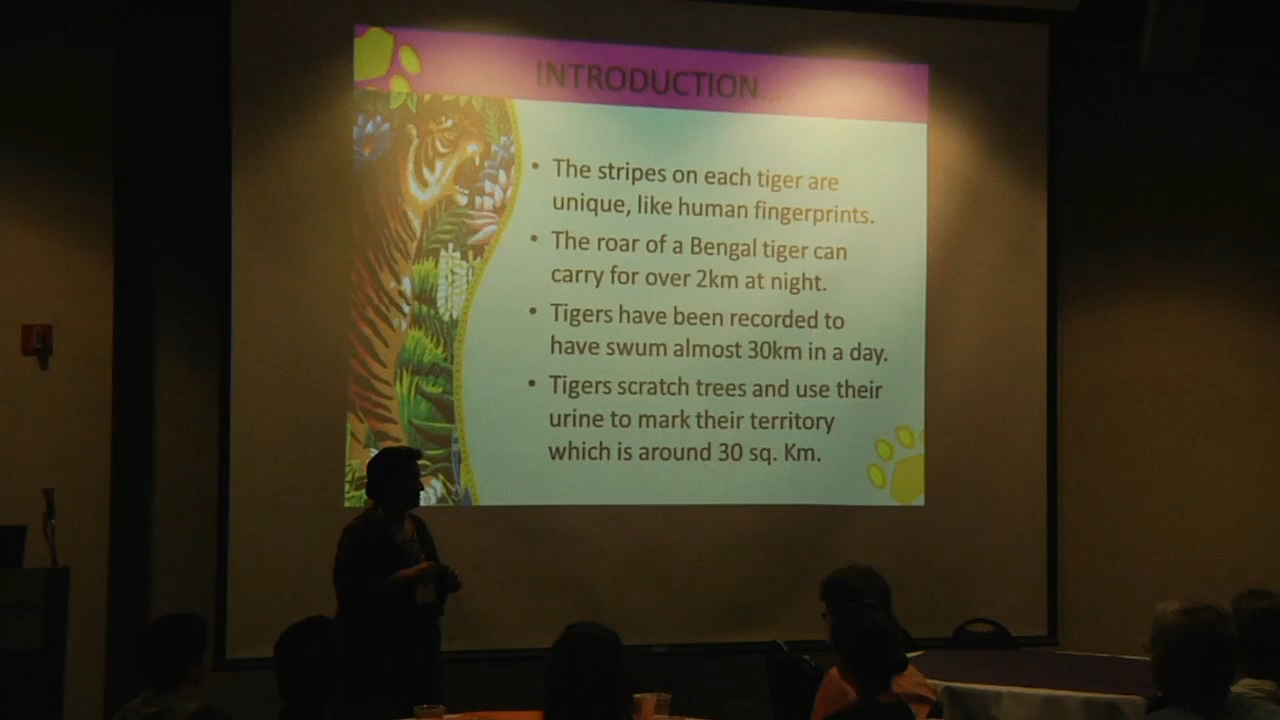 INTRODUCTION...
• The stripes on each tiger are
unique, like human fingerprints.
• The roar of a Bengal tiger can
carry for over 2km at night.
• Tigers have been recorded to
have swum almost 30km in a day.
• Tigers scratch trees and use their
urine to mark their territory
which is around 30 sq. Km.